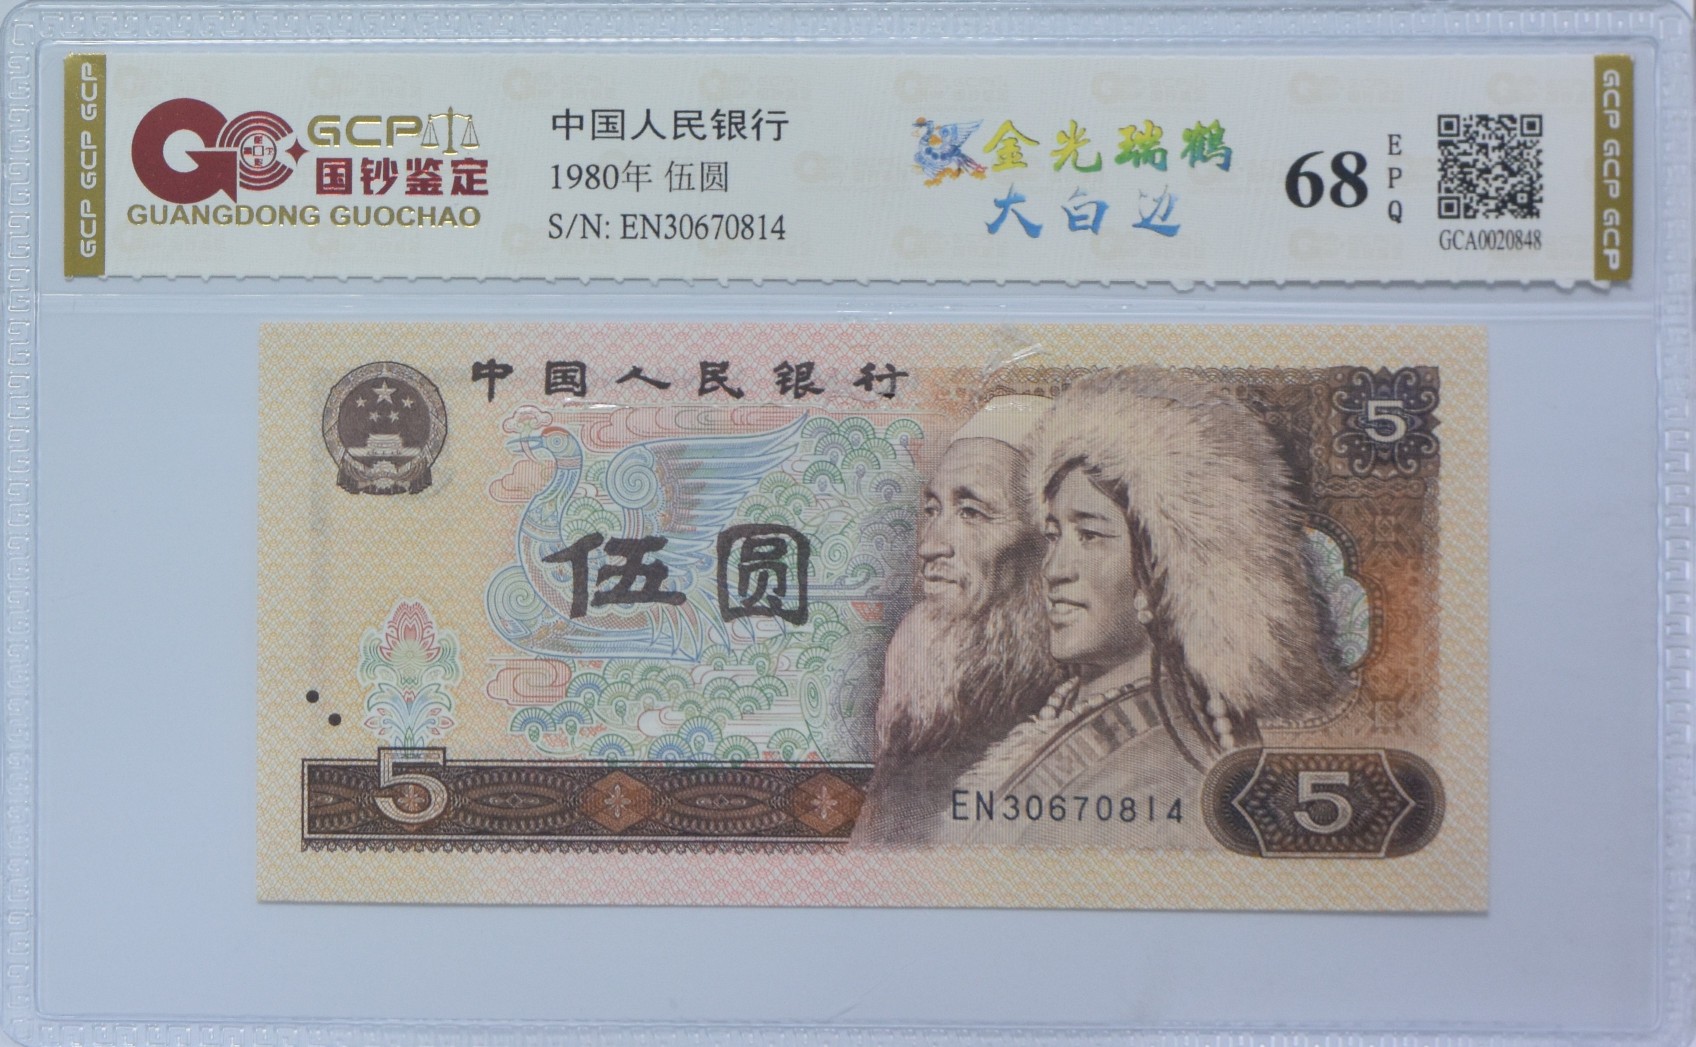 GCP GCP GCP
GCP
国钞鉴定
GUANGDONG GUOCHAO
中国人民银行
1980年 伍圆
S/N: EN30670814
金光瑞鹤
大白边
68
EPQ
GCA0020848
GCP GCP GCP
中国人民银行
5
伍圆
5
EN30670814
5